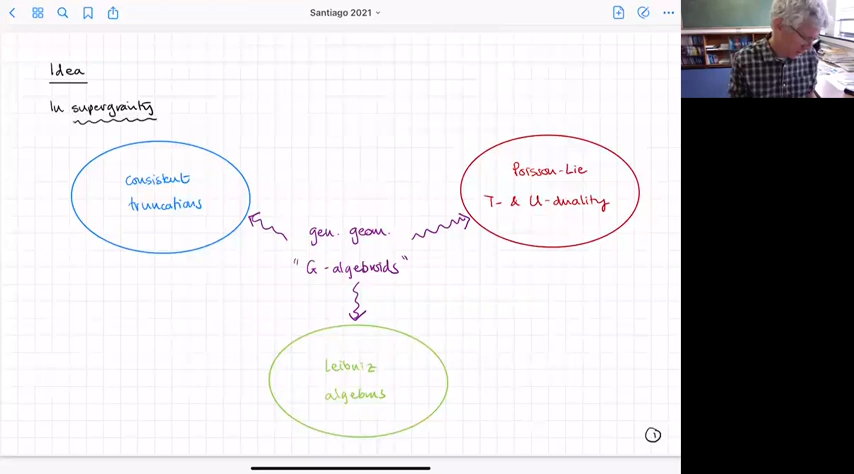 Santiago 2021
Idea
In supergravity
consistent
truncations
Poisson-Lie
T- & U-duality
gen. geom.
"G-algebroids"
Leibniz
algebras
1